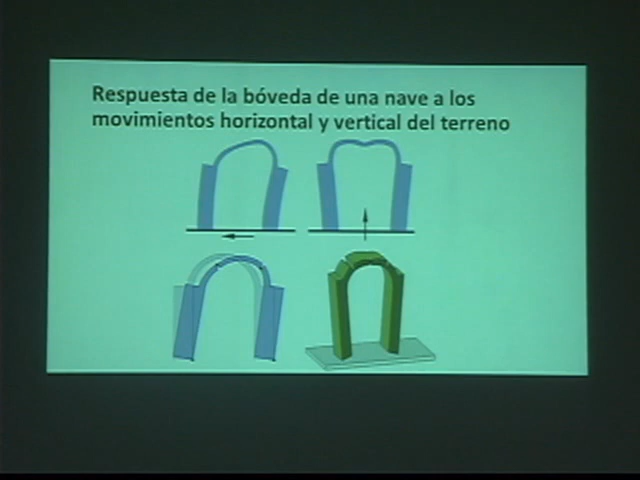 Respuesta de la bóveda de una nave a los
movimientos horizontal y vertical del terreno